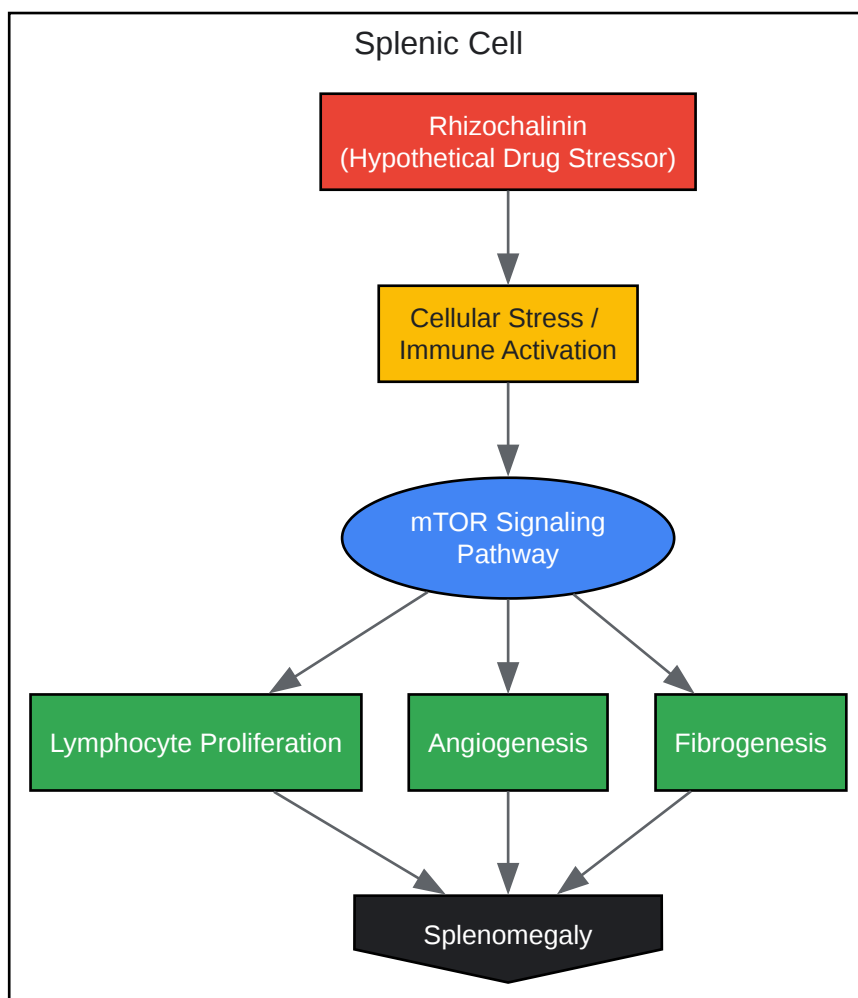 Splenic Cell
Rhizochalinin
(Hypothetical Drug Stressor)
Cellular Stress /
Immune Activation
mTOR Signaling
Pathway
Lymphocyte Proliferation
Angiogenesis
Fibrogenesis
Splenomegaly